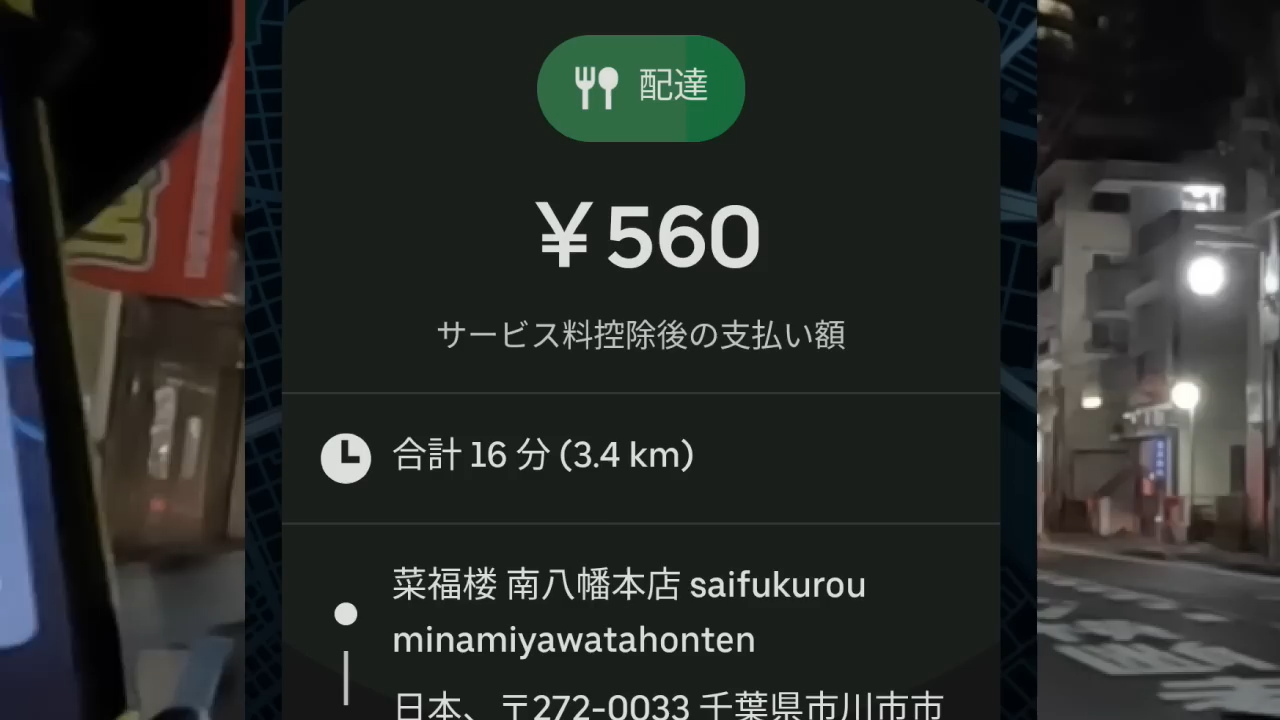 配達
¥560
サービス料控除後の支払い額
合計 16 分 (3.4 km)
菜福楼 南八幡本店 saifukurou
minamiyawatahonten
日本、〒272-0033 千葉県市川市市